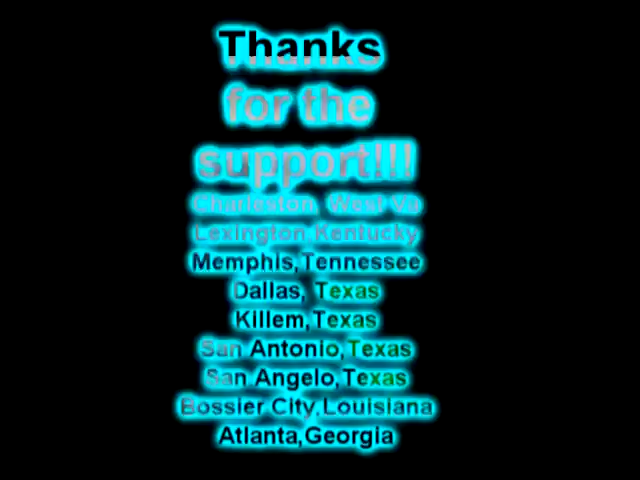 Thanks
for the
support!!!
Charleston, West Va
Lexington Kentucky
Memphis,Tennessee
Dallas, Texas
Killem,Texas
San Antonio,Texas
San Angelo,Texas
Bossier City,Louisiana
Atlanta,Georgia